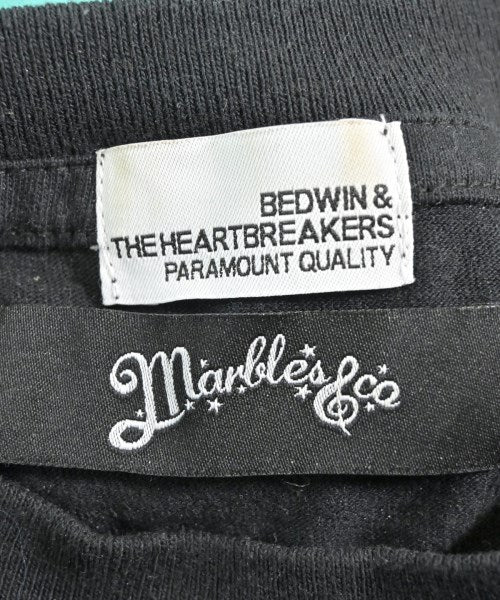 BEDWIN &
THE HEARTBREAKERS
PARAMOUNT QUALITY
Marbles & co